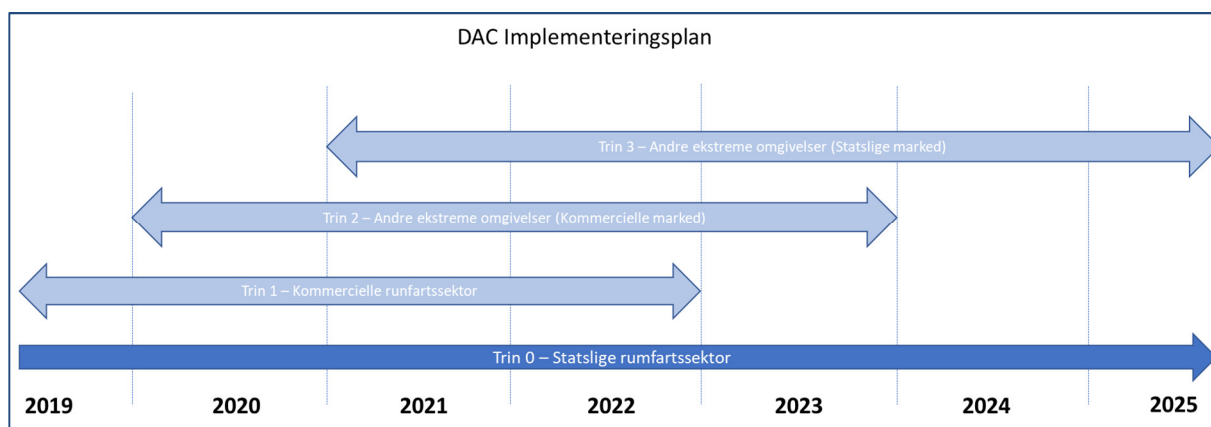 DAC Implementeringsplan
Trin 3 – Andre ekstreme omgivelser (Statslige marked)
Trin 2 – Andre ekstreme omgivelser (Kommercielle marked)
Trin 1 – Kommercielle runfartssektor
Trin 0 – Statslige rumfartssektor
2019 2020 2021 2022 2023 2024 2025